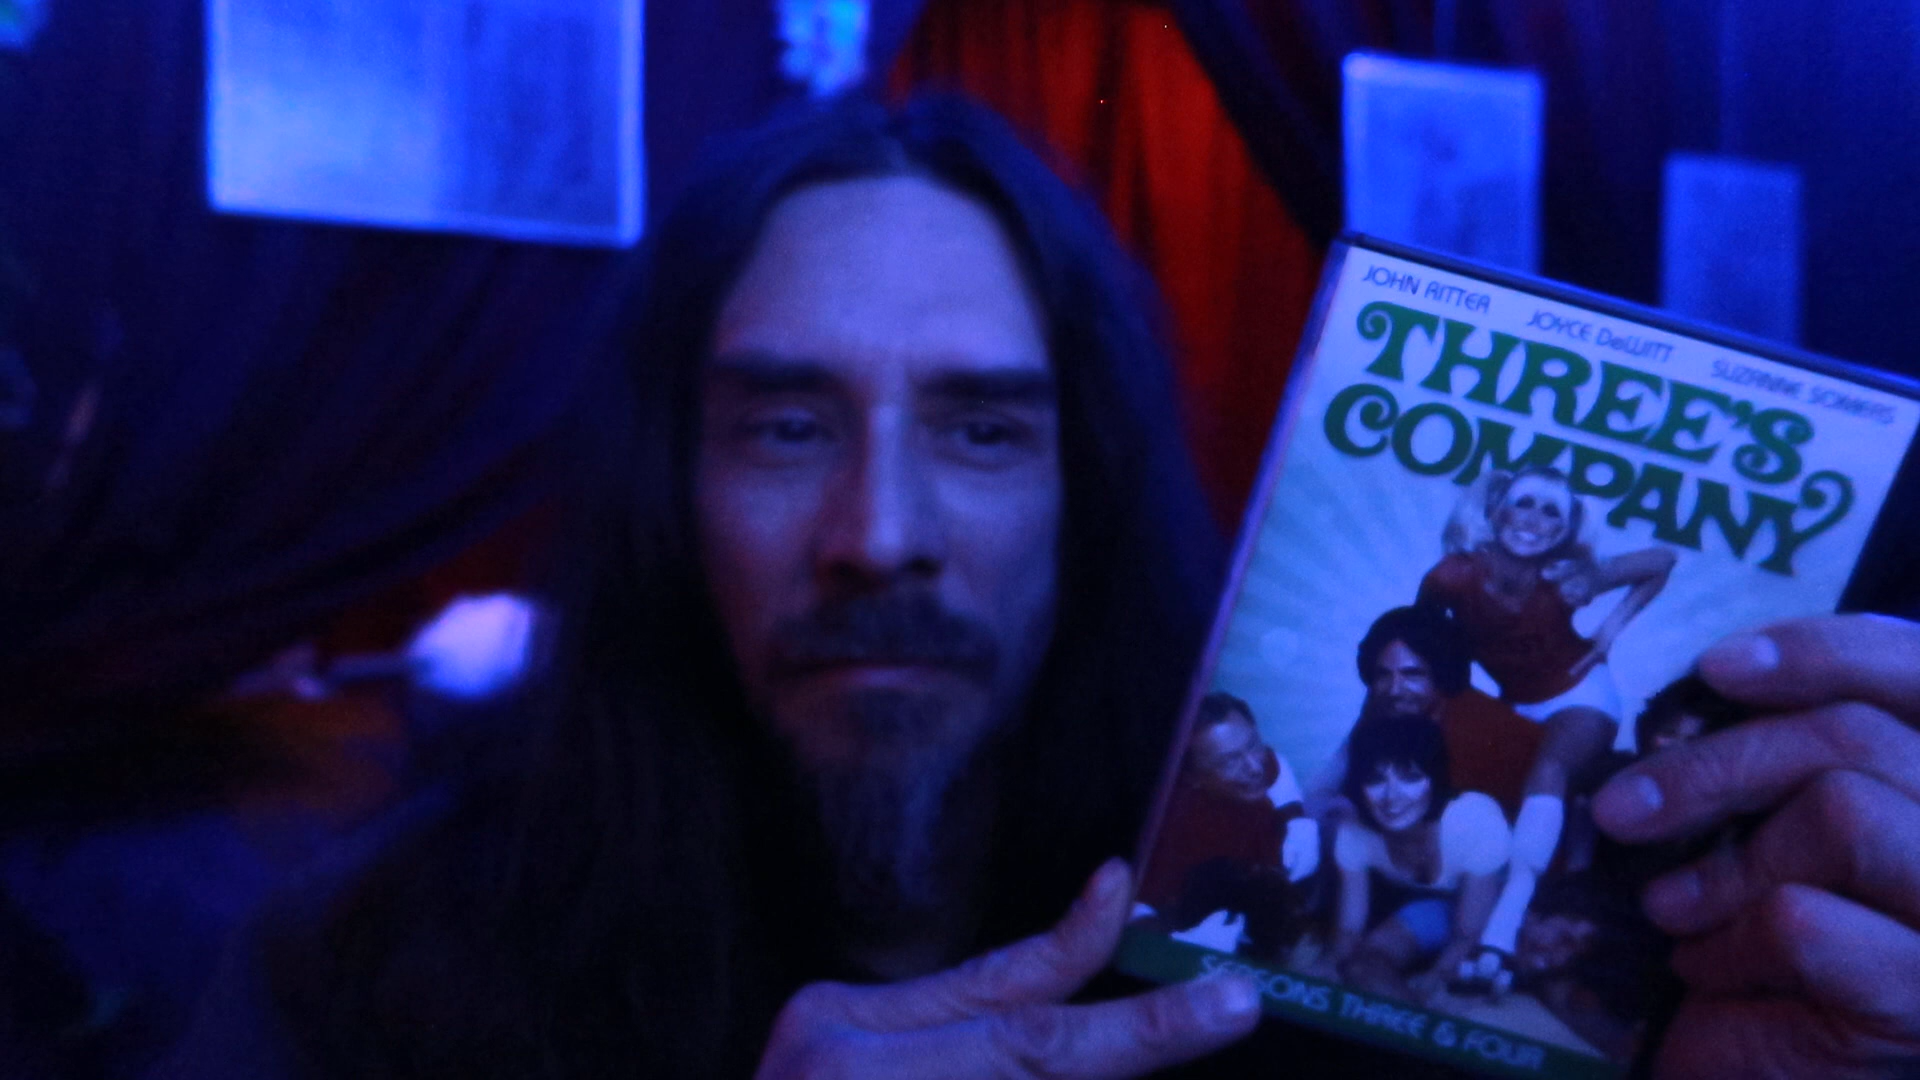 JOHN RITTER JOYCE DeWITT SUZANNE SOMERS
THREE'S
COMPANY
SEASONS THREE & FOUR